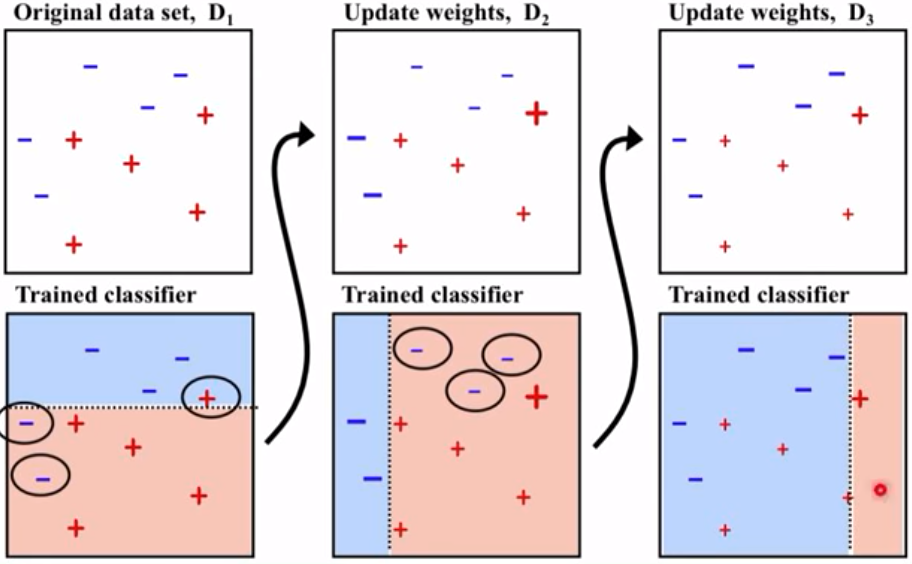 Original data set, D₁
Update weights, D₂
Update weights, D₃
Trained classifier
Trained classifier
Trained classifier